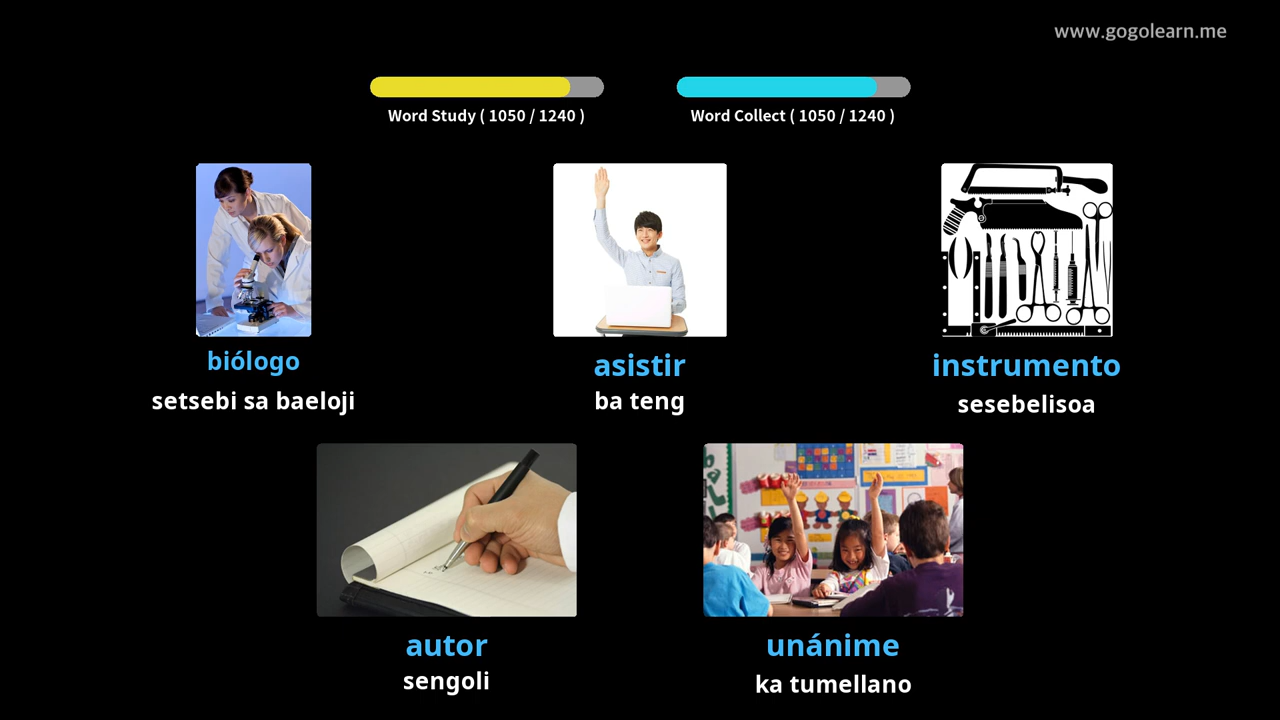 www.gogolearn.me
Word Study ( 1050 / 1240 )
Word Collect ( 1050 / 1240 )
biólogo
setsebi sa baeloji
asistir
ba teng
instrumento
sesebelisoa
autor
sengoli
unánime
ka tumellano